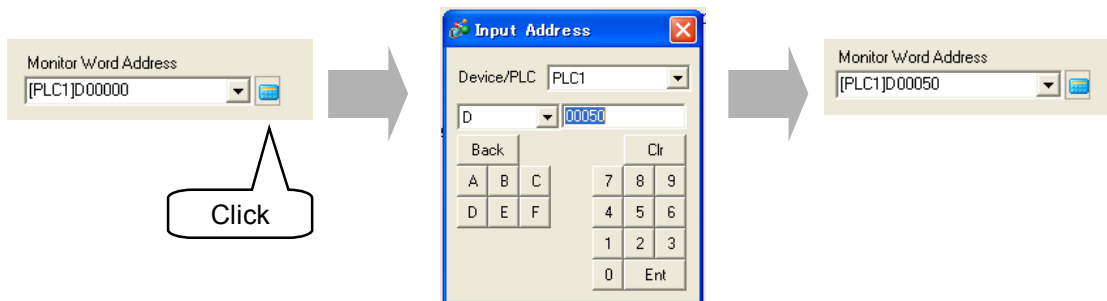 Monitor Word Address
[PLC1]D00000
Click
Input Address
Device/PLC PLC1
D 00050
Back Clr
A B C 7 8 9
D E F 4 5 6
1 2 3
0 Ent
Monitor Word Address
[PLC1]D00050